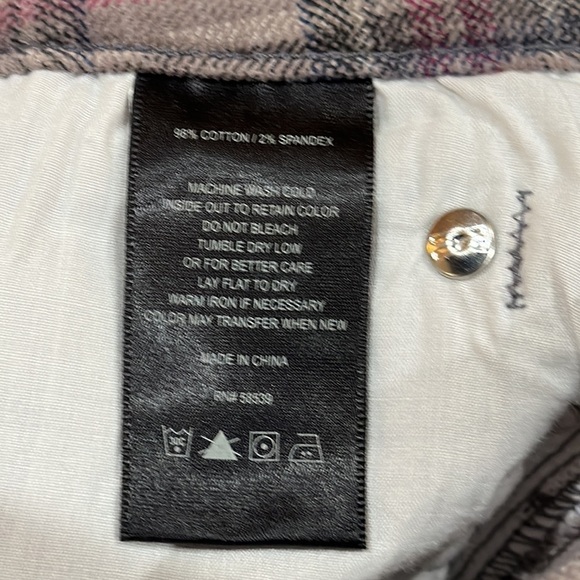 98% COTTON / 2% SPANDEX
MACHINE WASH COLD
INSIDE OUT TO RETAIN COLOR
DO NOT BLEACH
TUMBLE DRY LOW
OR FOR BETTER CARE
LAY FLAT TO DRY
WARM IRON IF NECESSARY
COLOR MAY TRANSFER WHEN NEW
MADE IN CHINA
RN# 58539
30C